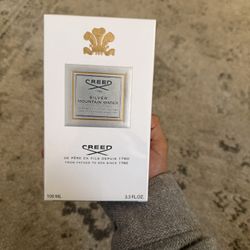 CREED
SILVER
MOUNTAIN WATER
CREED
DE PÈRE EN FILS DEPUIS 1760
FROM FATHER TO SON SINCE 1760
100 ML
3.3 FL.OZ.